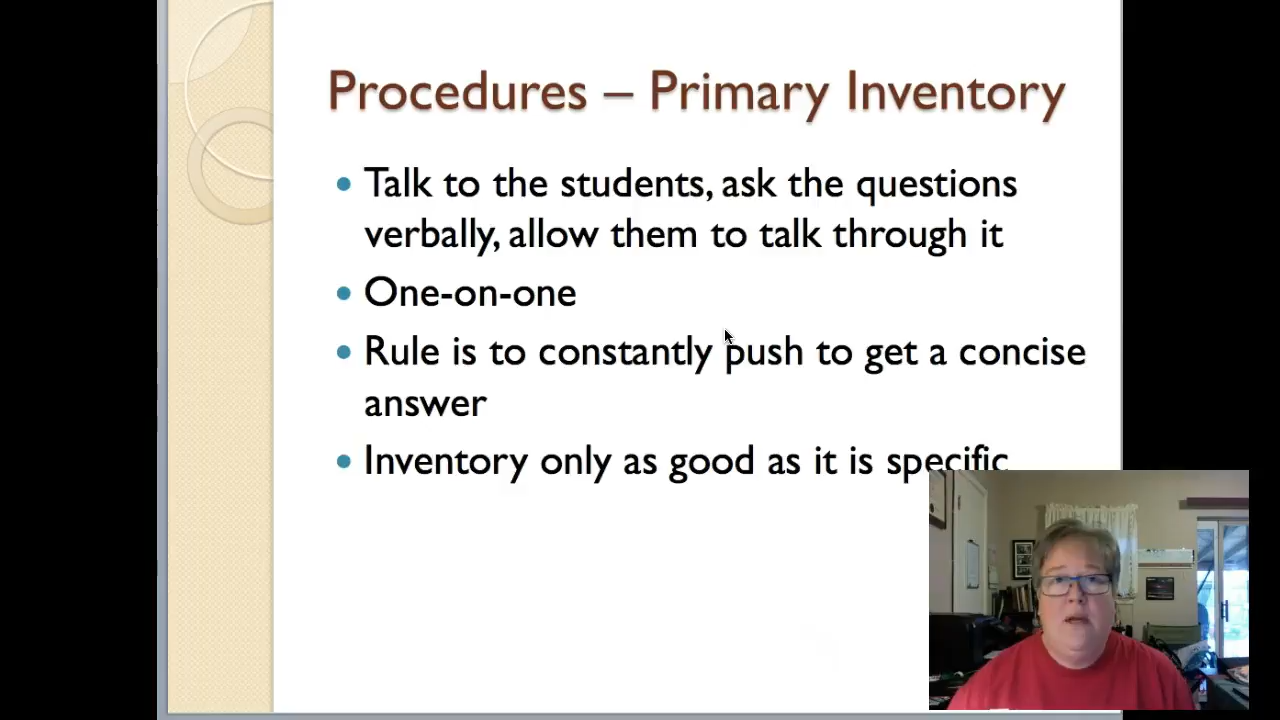 Procedures – Primary Inventory
• Talk to the students, ask the questions
verbally, allow them to talk through it
• One-on-one
• Rule is to constantly push to get a concise
answer
• Inventory only as good as it is specific